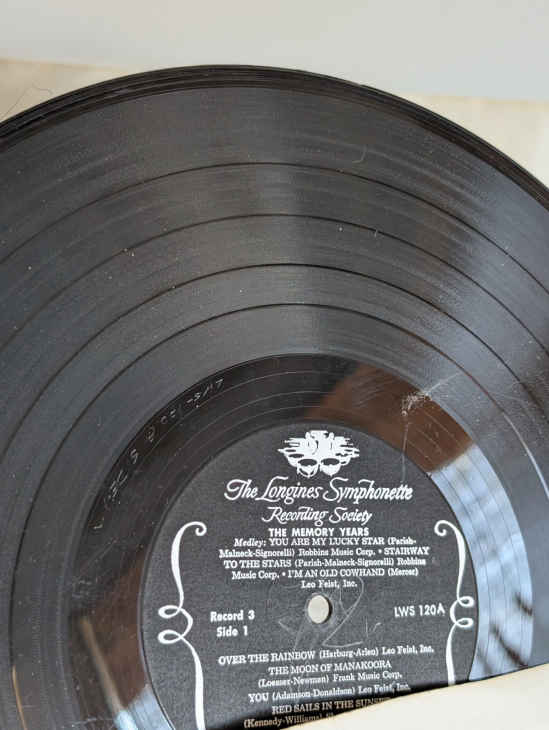 The Longines Symphonette
Recording Society
THE MEMORY YEARS
Medley: YOU ARE MY LUCKY STAR (Parish-
Malneck-Signorelli) Robbins Music Corp. • STAIRWAY
TO THE STARS (Parish-Malneck-Signorelli) Robbins
Music Corp. • I'M AN OLD COWHAND (Mercer)
Leo Feist, Inc.
Record 3
Side 1
LWS 120A
OVER THE RAINBOW (Harburg-Arlen) Leo Feist, Inc.
THE MOON OF MANAKOORA
(Loesser-Newman) Frank Music Corp.
YOU (Adamson-Donaldson) Leo Feist, Inc.
RED SAILS IN THE SUNSET
(Kennedy-Williams)